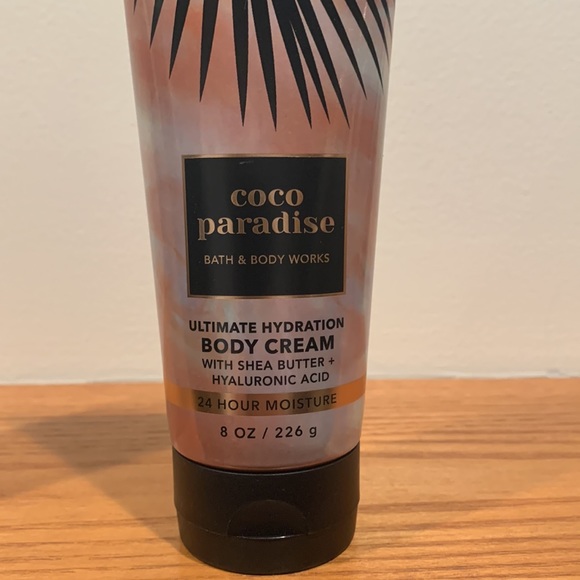 coco
paradise
BATH & BODY WORKS
ULTIMATE HYDRATION
BODY CREAM
WITH SHEA BUTTER +
HYALURONIC ACID
24 HOUR MOISTURE
8 OZ / 226 g